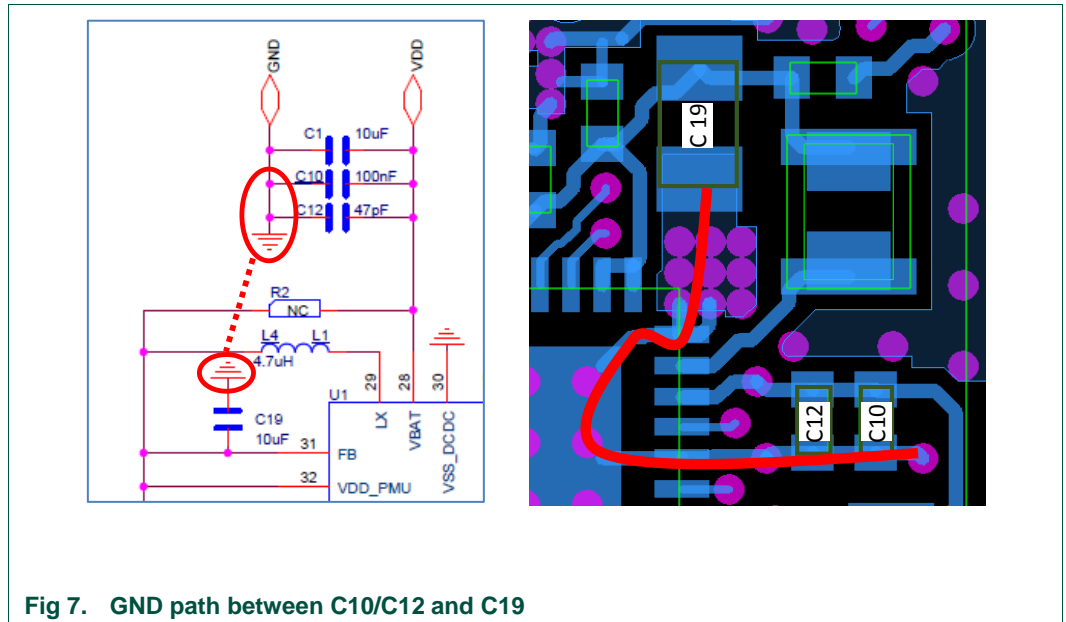 GND
VDD
C1 10uF
C10 100nF
C12 47pF
R2
NC
L4 L1
4.7uH
29
28
30
U1
LX
VBAT
VSS_DCDC
C19
10uF
31
FB
32
VDD_PMU
C 19
C12
C10
Fig 7. GND path between C10/C12 and C19